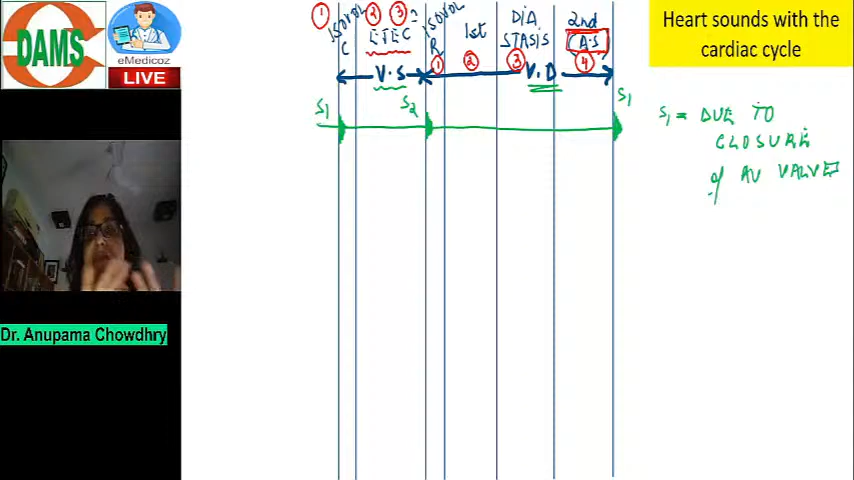 DAMS
eMedicoz
LIVE
Dr. Anupama Chowdhry
Heart sounds with the
cardiac cycle
① ② ③ ?
ISOVOL
C
EJEC
ISOVOL
R
1st
DIA
STASIS
2nd
A.S
① ② ③ ④
V.S
V.D
S₁ S₂ S₁
S₁ = DUE TO
CLOSURE
of AV VALVES